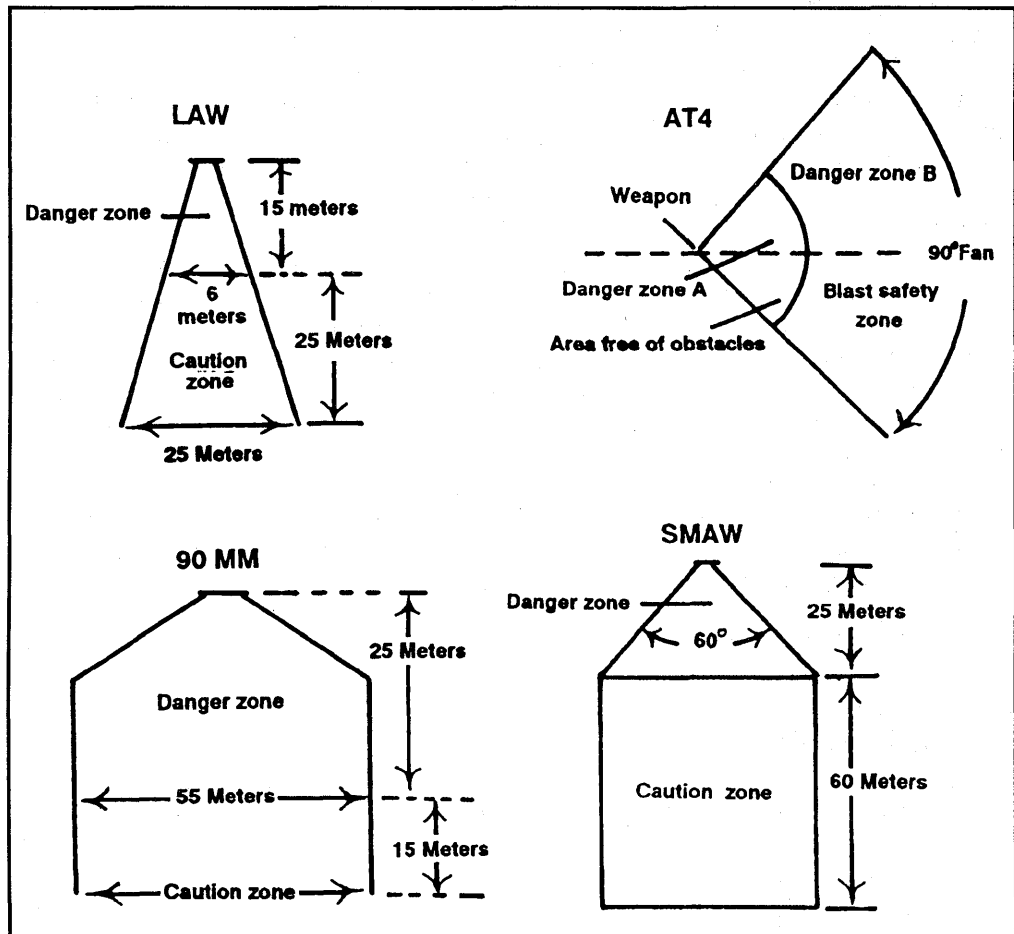 LAW
Danger zone
15 meters
6
meters
25 Meters
Caution
zone
25 Meters
AT4
Danger zone B
Weapon
90°Fan
Danger zone A
Blast safety
zone
Area free of obstacles
90 MM
25 Meters
Danger zone
55 Meters
15 Meters
Caution zone
SMAW
Danger zone
25 Meters
60°
60 Meters
Caution zone